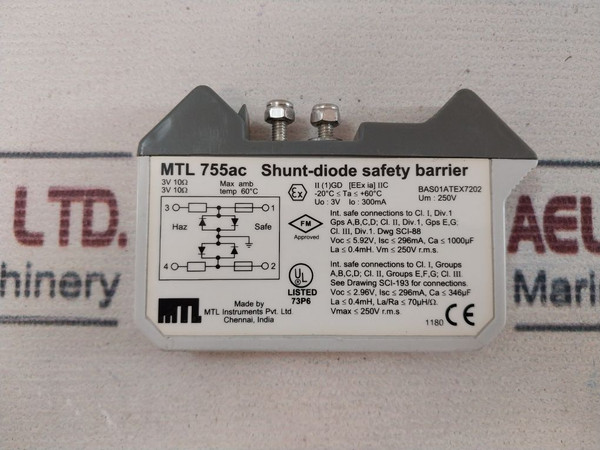 MTL 755ac Shunt-diode safety barrier
3V 10Ω
3V 10Ω
Max amb
temp 60°C
Ex
II (1)GD [EEx ia] IIC
-20°C ≤ Ta ≤ +60°C
Uo : 3V Io : 300mA
BAS01ATEX7202
Um : 250V
3 1
Haz Safe
4 2
FM
Approved
Int. safe connections to Cl. I, Div.1
Gps A,B,C,D; Cl. II, Div.1, Gps E,G;
Cl. III, Div.1. Dwg SCI-88
Voc ≤ 5.92V, Isc ≤ 296mA, Ca ≤ 1000µF
La ≤ 0.4mH. Vm ≤ 250V r.m.s.
UL
LISTED
73P6
Int. safe connections to Cl. I, Groups
A,B,C,D; Cl. II, Groups E,F,G; Cl. III.
See Drawing SCI-193 for connections.
Voc ≤ 2.96V, Isc ≤ 296mA, Ca ≤ 346µF
La ≤ 0.4mH, La/Ra ≤ 70µH/Ω.
Vmax ≤ 250V r.m.s.
MTL
Made by
MTL Instruments Pvt. Ltd.
Chennai, India
1180 CE
LTD.
hinery
AEL
Marin